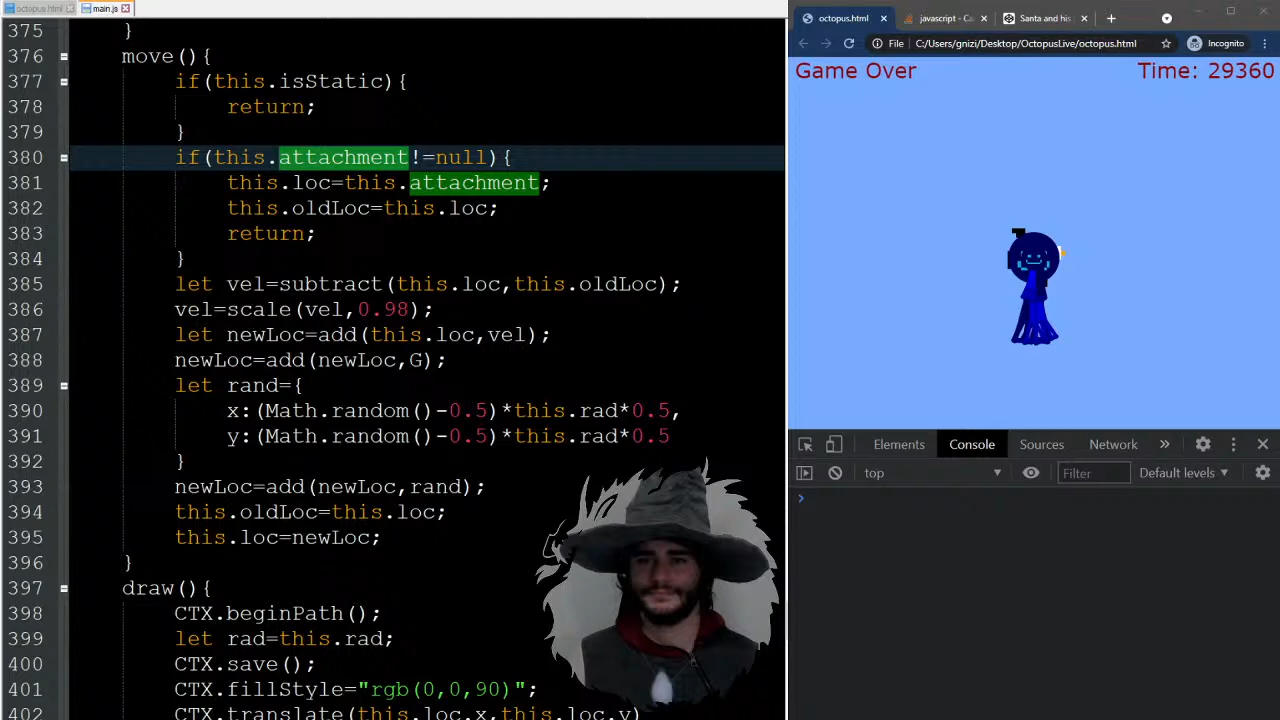 octopus.html
main.js
375 }
376 move(){
377 if(this.isStatic){
378 return;
379 }
380 if(this.attachment!=null){
381 this.loc=this.attachment;
382 this.oldLoc=this.loc;
383 return;
384 }
385 let vel=subtract(this.loc,this.oldLoc);
386 vel=scale(vel,0.98);
387 let newLoc=add(this.loc,vel);
388 newLoc=add(newLoc,G);
389 let rand={
390 x:(Math.random()-0.5)*this.rad*0.5,
391 y:(Math.random()-0.5)*this.rad*0.5
392 }
393 newLoc=add(newLoc,rand);
394 this.oldLoc=this.loc;
395 this.loc=newLoc;
396 }
397 draw(){
398 CTX.beginPath();
399 let rad=this.rad;
400 CTX.save();
401 CTX.fillStyle="rgb(0,0,90)";
402 CTX.translate(this.loc.x,this.loc.y)
octopus.html
javascript - Ca
Santa and his
File C:/Users/gnizi/Desktop/OctopusLive/octopus.html Incognito
Game Over Time: 29360
Elements Console Sources Network
top Filter Default levels